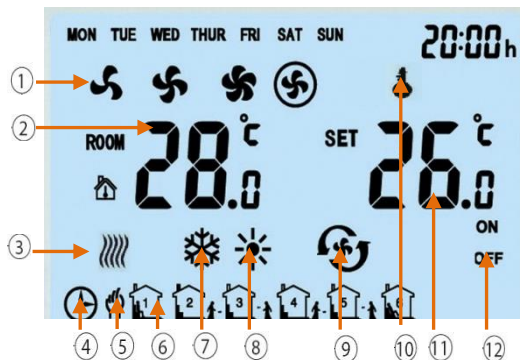 MON TUE WED THUR FRI SAT SUN 20:00h
①
② ROOM 28.0°C SET 26.0°C
ON
③ OFF
1 2 3 4 5 6
④ ⑤ ⑥ ⑦ ⑧ ⑨ ⑩ ⑪ ⑫